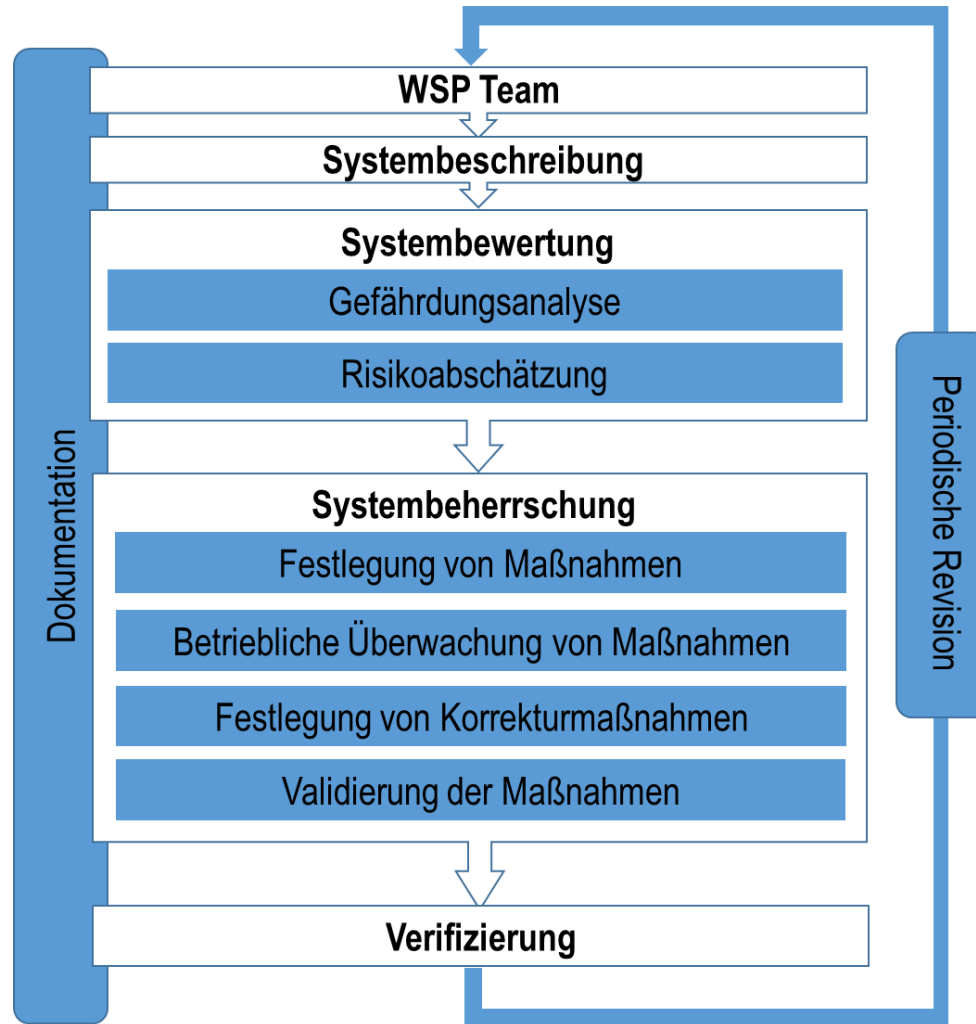 WSP Team
Systembeschreibung
Systembewertung
Gefährdungsanalyse
Risikoabschätzung
Systembeherrschung
Festlegung von Maßnahmen
Betriebliche Überwachung von Maßnahmen
Festlegung von Korrekturmaßnahmen
Validierung der Maßnahmen
Verifizierung
Dokumentation
Periodische Revision